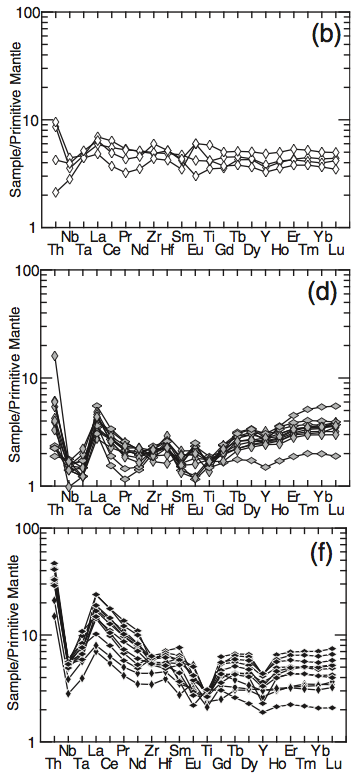 (b)
Sample/Primitive Mantle
100
10
1
Nb La Pr Zr Sm Ti Tb Y Er Yb
Th Ta Ce Nd Hf Eu Gd Dy Ho Tm Lu
(d)
Sample/Primitive Mantle
100
10
1
Nb La Pr Zr Sm Ti Tb Y Er Yb
Th Ta Ce Nd Hf Eu Gd Dy Ho Tm Lu
(f)
Sample/Primitive Mantle
100
10
1
Nb La Pr Zr Sm Ti Tb Y Er Yb
Th Ta Ce Nd Hf Eu Gd Dy Ho Tm Lu